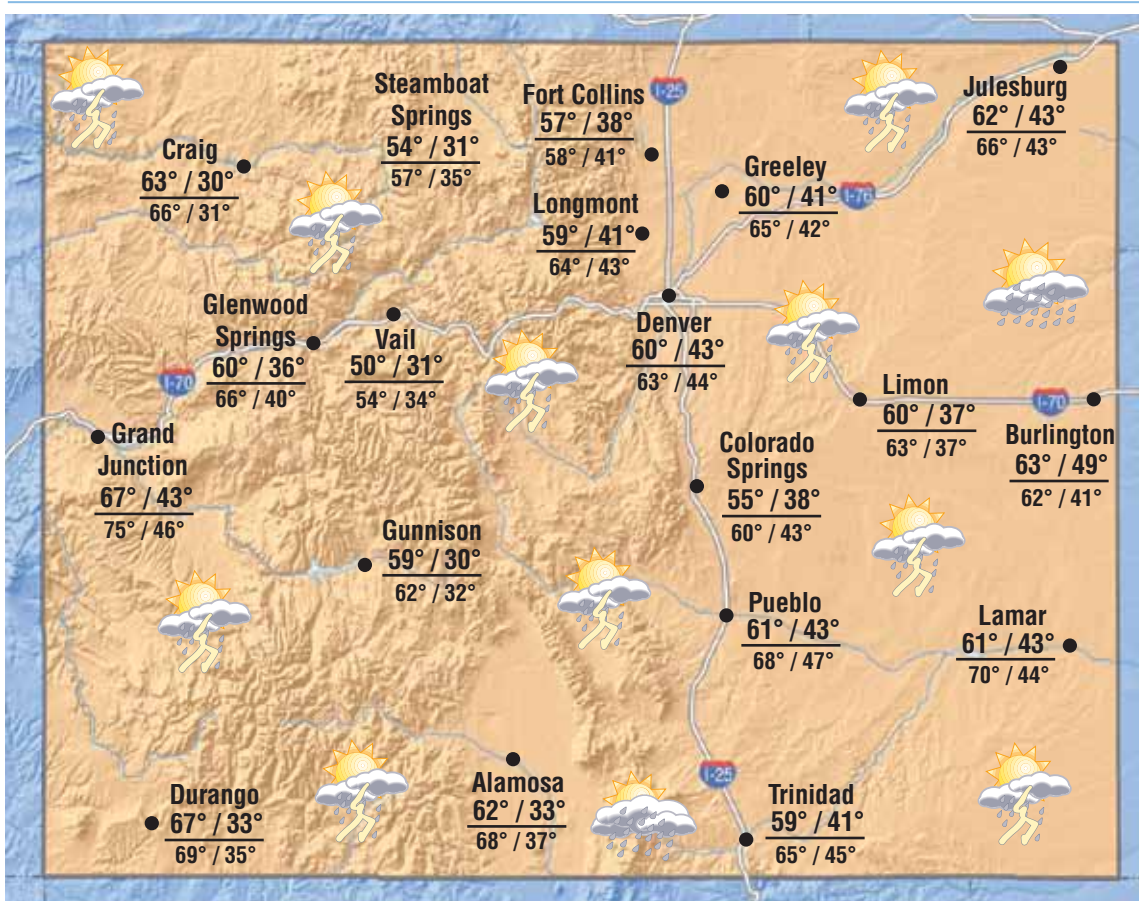 Steamboat
Springs
54° / 31°
57° / 35°
Fort Collins
57° / 38°
58° / 41°
I-25
Julesburg
62° / 43°
66° / 43°
Craig
63° / 30°
66° / 31°
Greeley
60° / 41°
65° / 42°
I-76
Longmont
59° / 41°
64° / 43°
Glenwood
Springs
60° / 36°
66° / 40°
Vail
50° / 31°
54° / 34°
Denver
60° / 43°
63° / 44°
I-70
Limon
60° / 37°
63° / 37°
I-70
Burlington
63° / 49°
62° / 41°
Grand
Junction
67° / 43°
75° / 46°
Colorado
Springs
55° / 38°
60° / 43°
Gunnison
59° / 30°
62° / 32°
Pueblo
61° / 43°
68° / 47°
Lamar
61° / 43°
70° / 44°
I-25
Durango
67° / 33°
69° / 35°
Alamosa
62° / 33°
68° / 37°
Trinidad
59° / 41°
65° / 45°